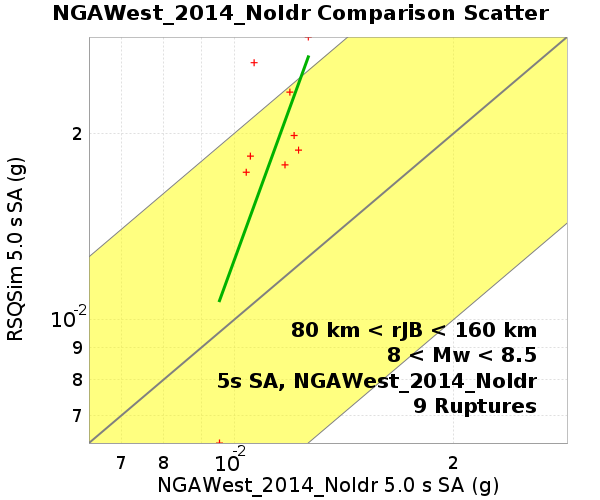 NGAWest_2014_NoIdr Comparison Scatter
RSQSim 5.0 s SA (g)
2
10-2
9
8
7
80 km < rJB < 160 km
8 < Mw < 8.5
5s SA, NGAWest_2014_NoIdr
9 Ruptures
7 8 10-2 2
NGAWest_2014_NoIdr 5.0 s SA (g)